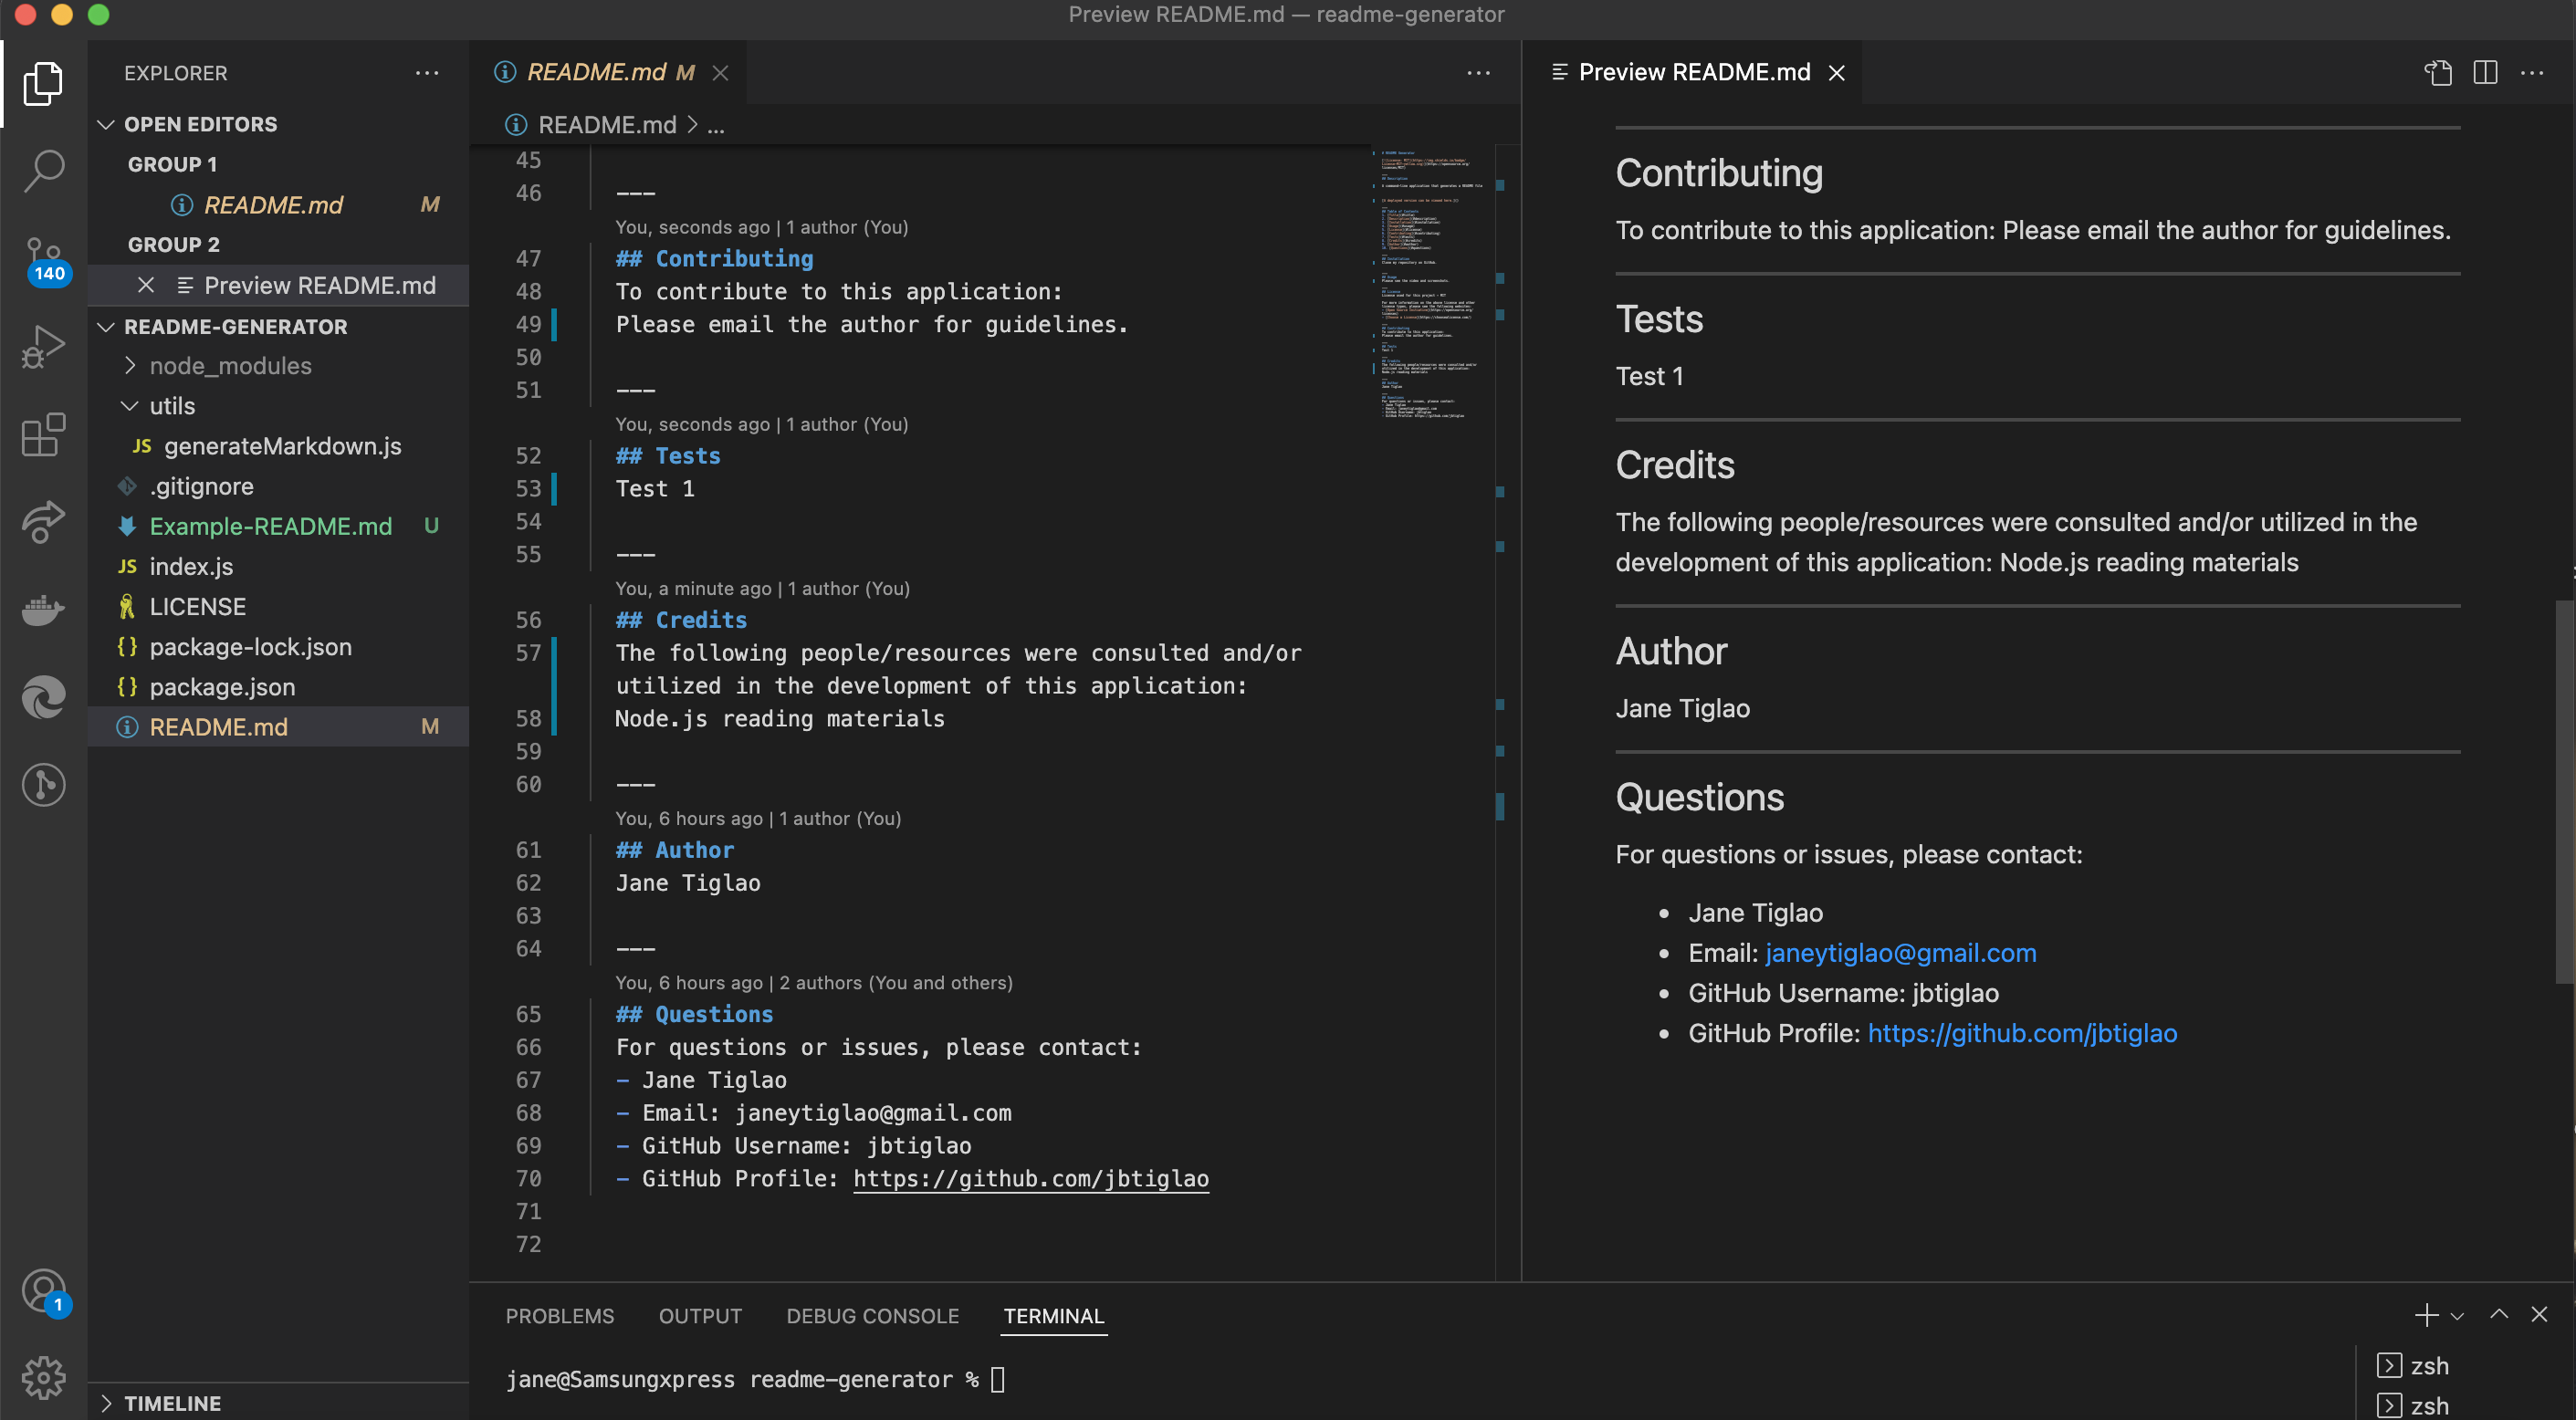 Preview README.md — readme-generator
EXPLORER
OPEN EDITORS
GROUP 1
README.md M
GROUP 2
Preview README.md
README-GENERATOR
node_modules
utils
JS generateMarkdown.js
.gitignore
Example-README.md U
JS index.js
LICENSE
{} package-lock.json
{} package.json
README.md M
TIMELINE
140
1
README.md M
README.md > ...
45
46 ---
You, seconds ago | 1 author (You)
47 ## Contributing
48 To contribute to this application:
49 Please email the author for guidelines.
50
51 ---
You, seconds ago | 1 author (You)
52 ## Tests
53 Test 1
54
55 ---
You, a minute ago | 1 author (You)
56 ## Credits
57 The following people/resources were consulted and/or
utilized in the development of this application:
58 Node.js reading materials
59
60 ---
You, 6 hours ago | 1 author (You)
61 ## Author
62 Jane Tiglao
63
64 ---
You, 6 hours ago | 2 authors (You and others)
65 ## Questions
66 For questions or issues, please contact:
67 - Jane Tiglao
68 - Email: janeytiglao@gmail.com
69 - GitHub Username: jbtiglao
70 - GitHub Profile: https://github.com/jbtiglao
71
72
Preview README.md
Contributing
To contribute to this application: Please email the author for guidelines.
Tests
Test 1
Credits
The following people/resources were consulted and/or utilized in the
development of this application: Node.js reading materials
Author
Jane Tiglao
Questions
For questions or issues, please contact:
• Jane Tiglao
• Email: janeytiglao@gmail.com
• GitHub Username: jbtiglao
• GitHub Profile: https://github.com/jbtiglao
PROBLEMS OUTPUT DEBUG CONSOLE TERMINAL
jane@Samsungxpress readme-generator %
zsh
zsh